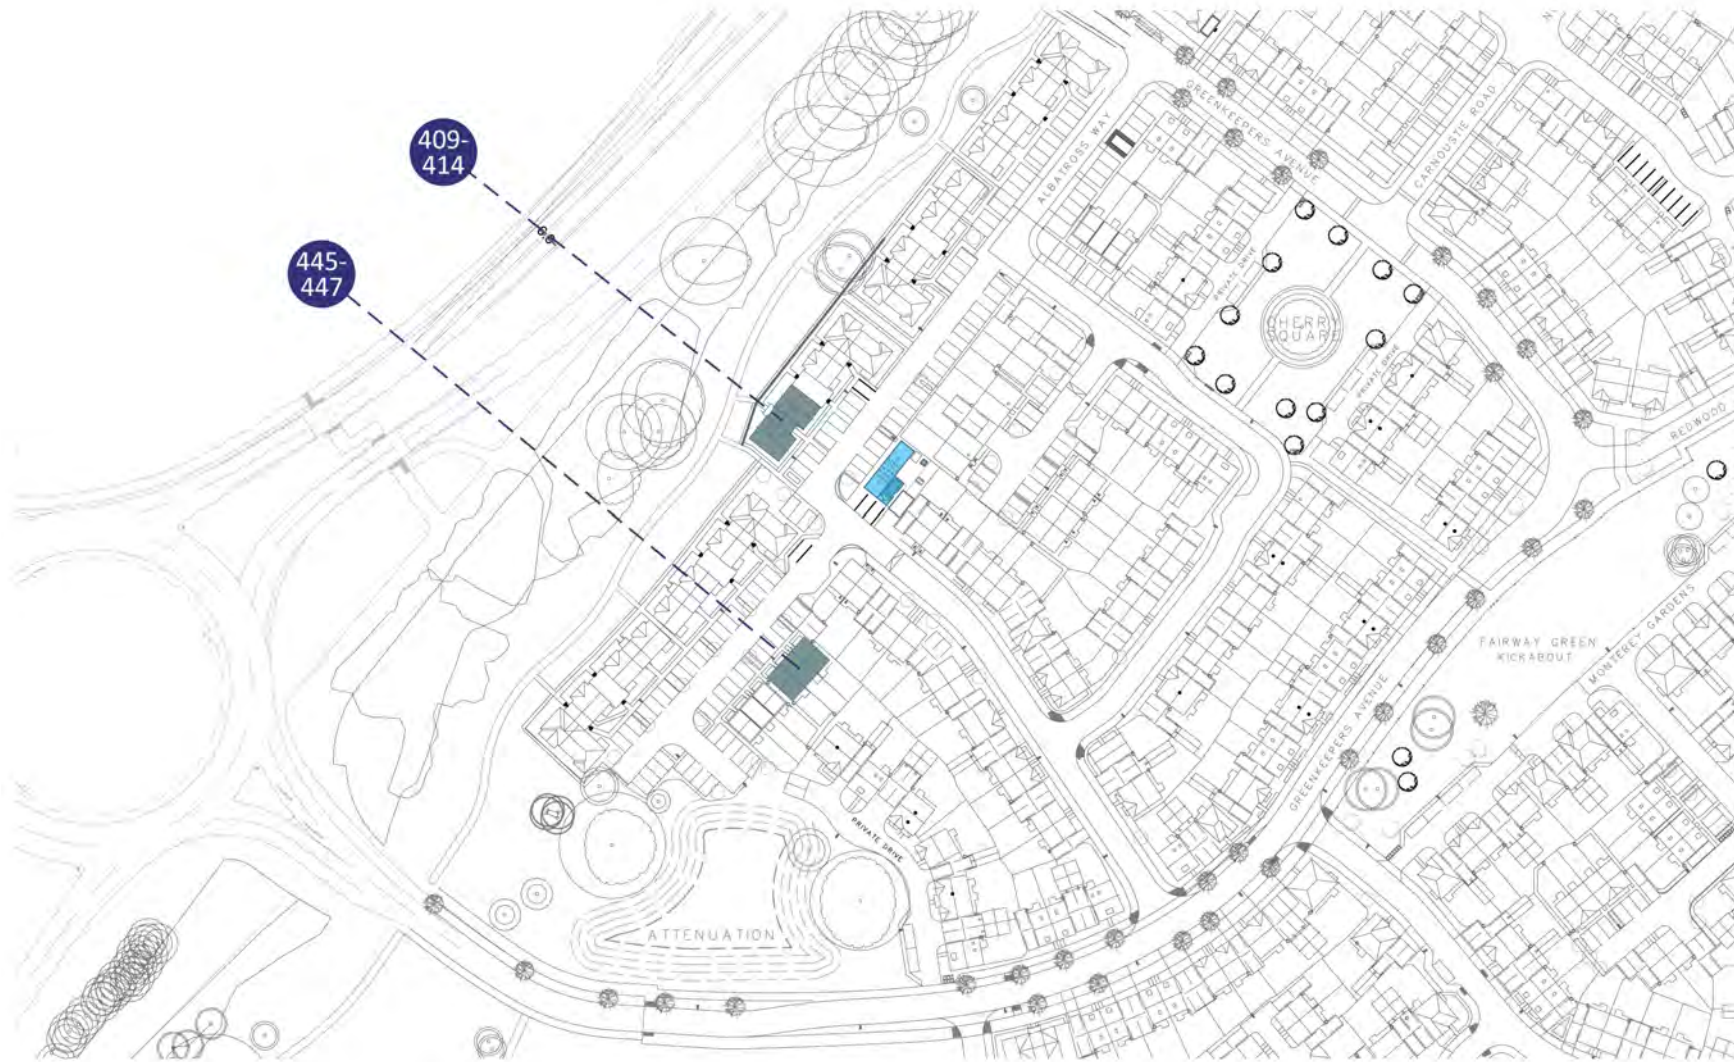 409-
414
445-
447
GREENKEEPERS AVENUE
ALBATROSS WAY
CARNOUSTIE ROAD
PRIVATE DRIVE
CHERRY
SQUARE
PRIVATE DRIVE
REDWOOD
FAIRWAY GREEN
KICKABOUT
MONTEREY GARDENS
GREENKEEPERS AVENUE
PRIVATE DRIVE
ATTENUATION